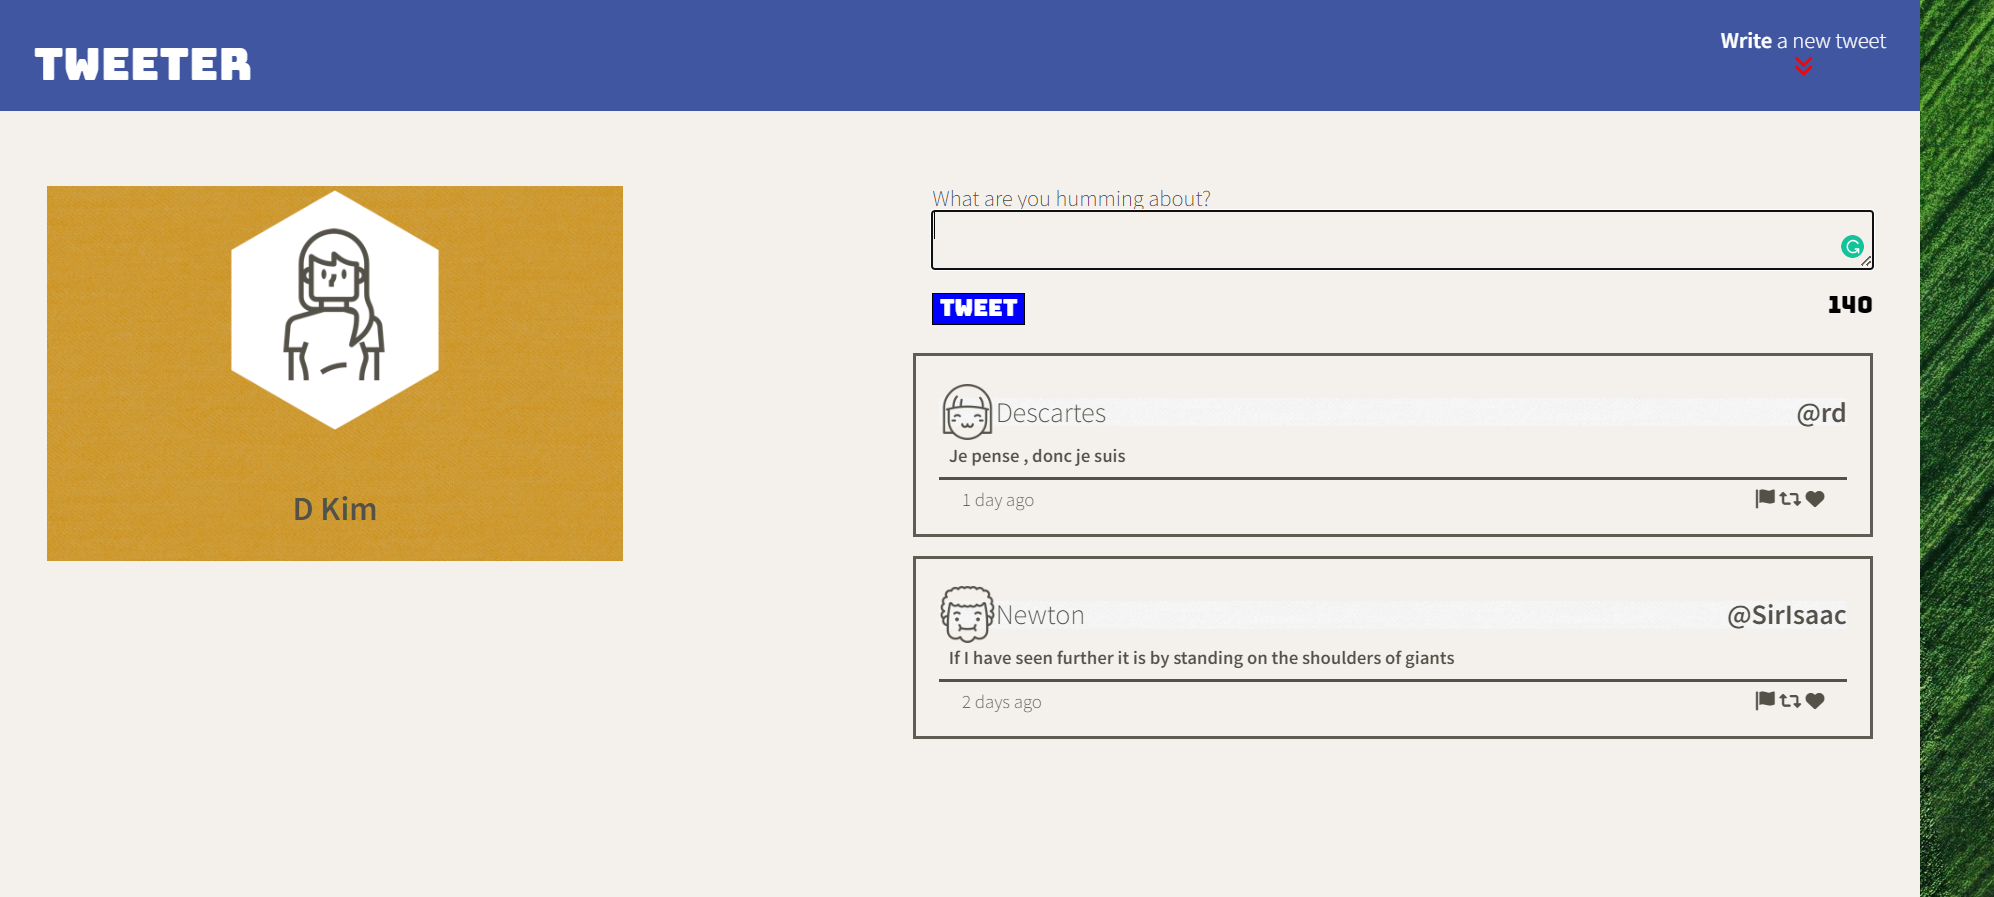 TWEETER
Write a new tweet
D Kim
What are you humming about?
TWEET
140
Descartes
@rd
Je pense , donc je suis
1 day ago
Newton
@SirIsaac
If I have seen further it is by standing on the shoulders of giants
2 days ago